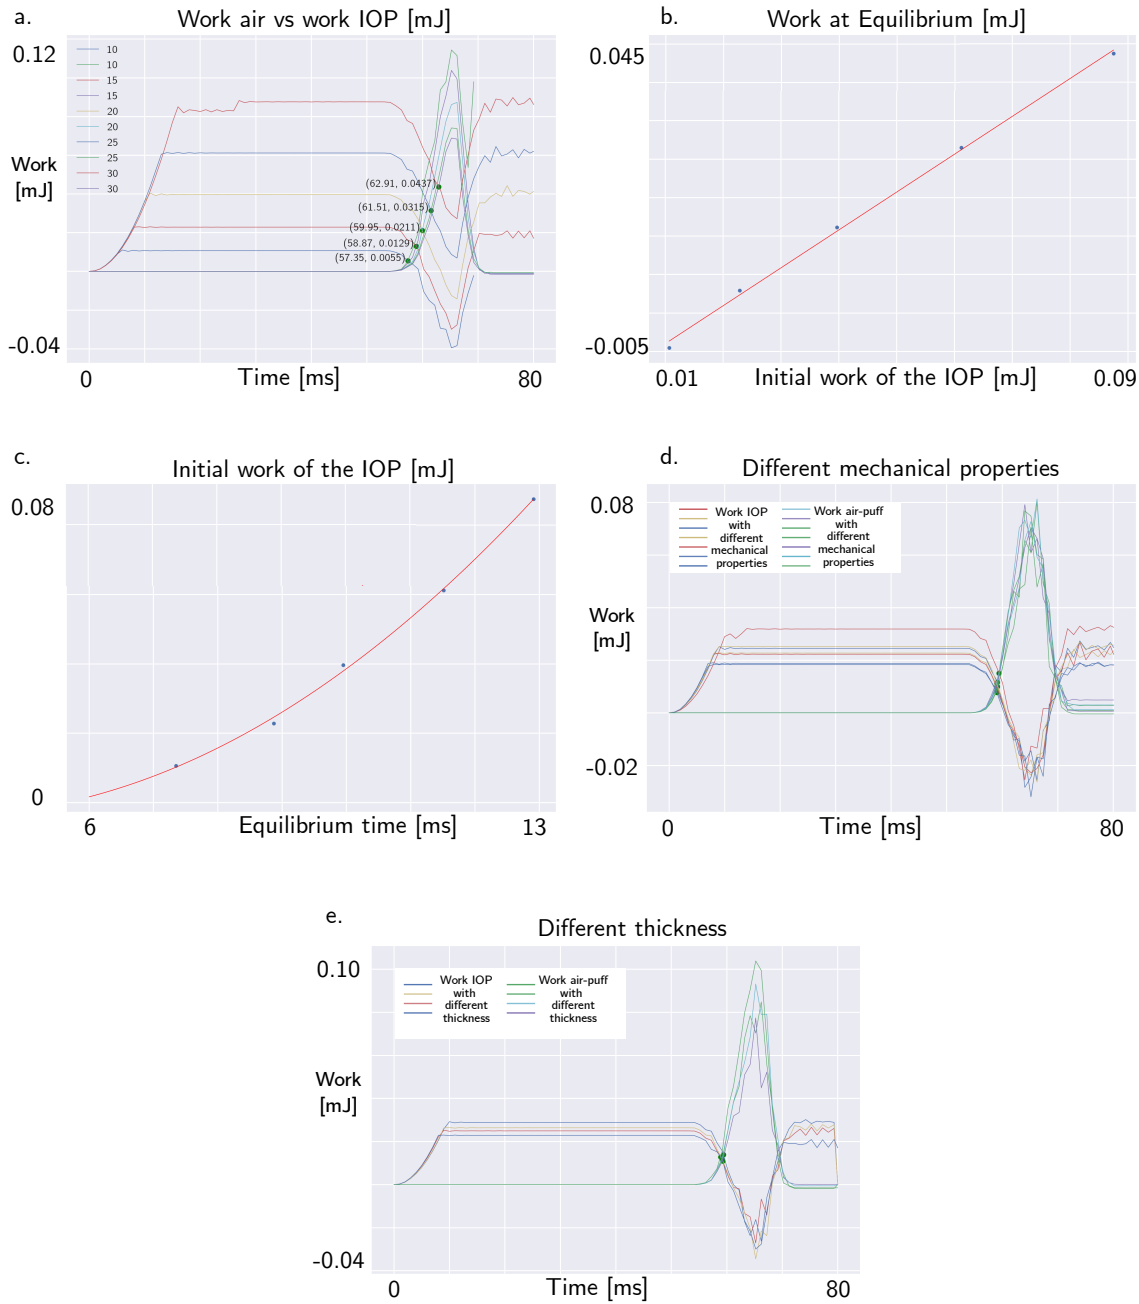 a.
Work air vs work IOP [mJ]
0.12
10
10
15
15
20
20
25
25
30
30
Work
[mJ]
(62.91, 0.0437)
(61.51, 0.0315)
(59.95, 0.0211)
(58.87, 0.0129)
(57.35, 0.0055)
-0.04
0
Time [ms]
80
b.
Work at Equilibrium [mJ]
0.045
-0.005
0.01
Initial work of the IOP [mJ]
0.09
c.
Initial work of the IOP [mJ]
0.08
0
6
Equilibrium time [ms]
13
d.
Different mechanical properties
0.08
Work IOP
with
different
mechanical
properties
Work air-puff
with
different
mechanical
properties
Work
[mJ]
-0.02
0
Time [ms]
80
e.
Different thickness
0.10
Work IOP
with
different
thickness
Work air-puff
with
different
thickness
Work
[mJ]
-0.04
0
Time [ms]
80